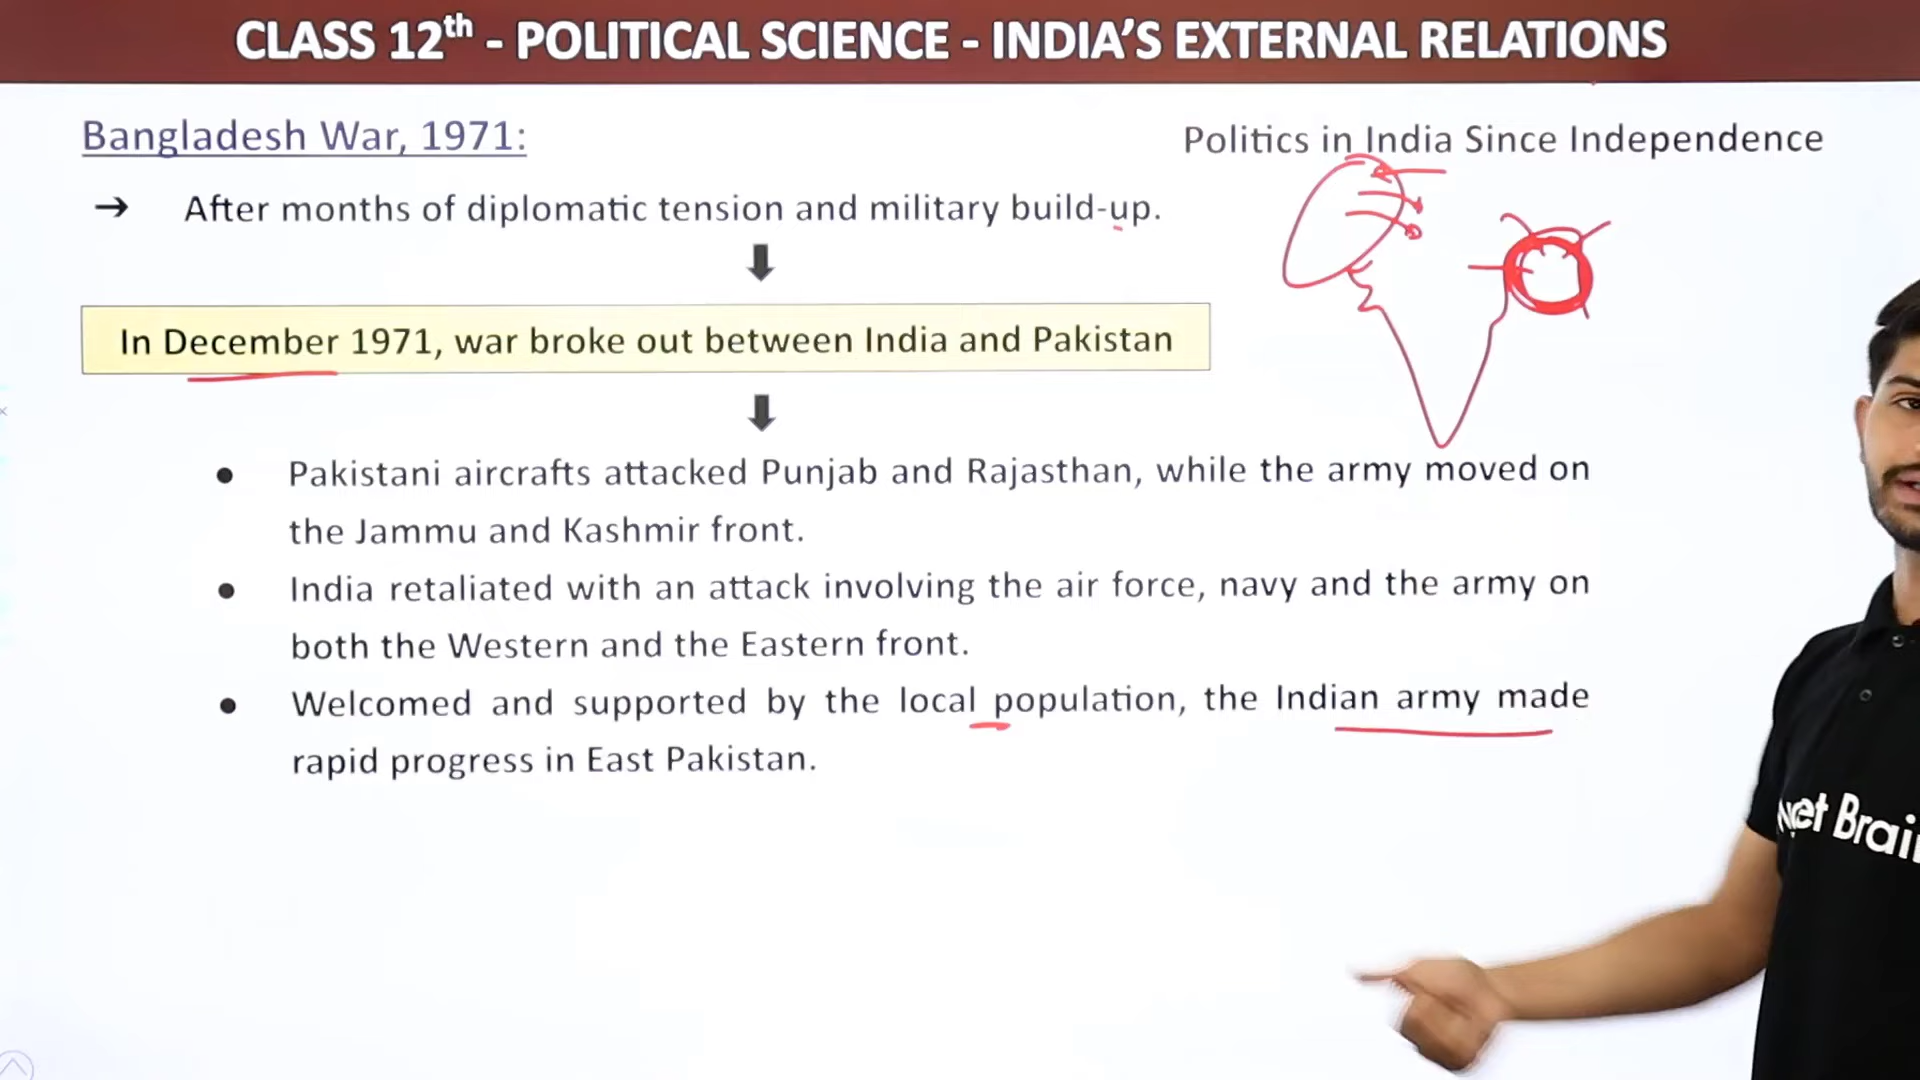 CLASS 12th - POLITICAL SCIENCE - INDIA’S EXTERNAL RELATIONS
Bangladesh War, 1971:
Politics in India Since Independence
→ After months of diplomatic tension and military build-up.
In December 1971, war broke out between India and Pakistan
● Pakistani aircrafts attacked Punjab and Rajasthan, while the army moved on
the Jammu and Kashmir front.
● India retaliated with an attack involving the air force, navy and the army on
both the Western and the Eastern front.
● Welcomed and supported by the local population, the Indian army made
rapid progress in East Pakistan.
et Brai